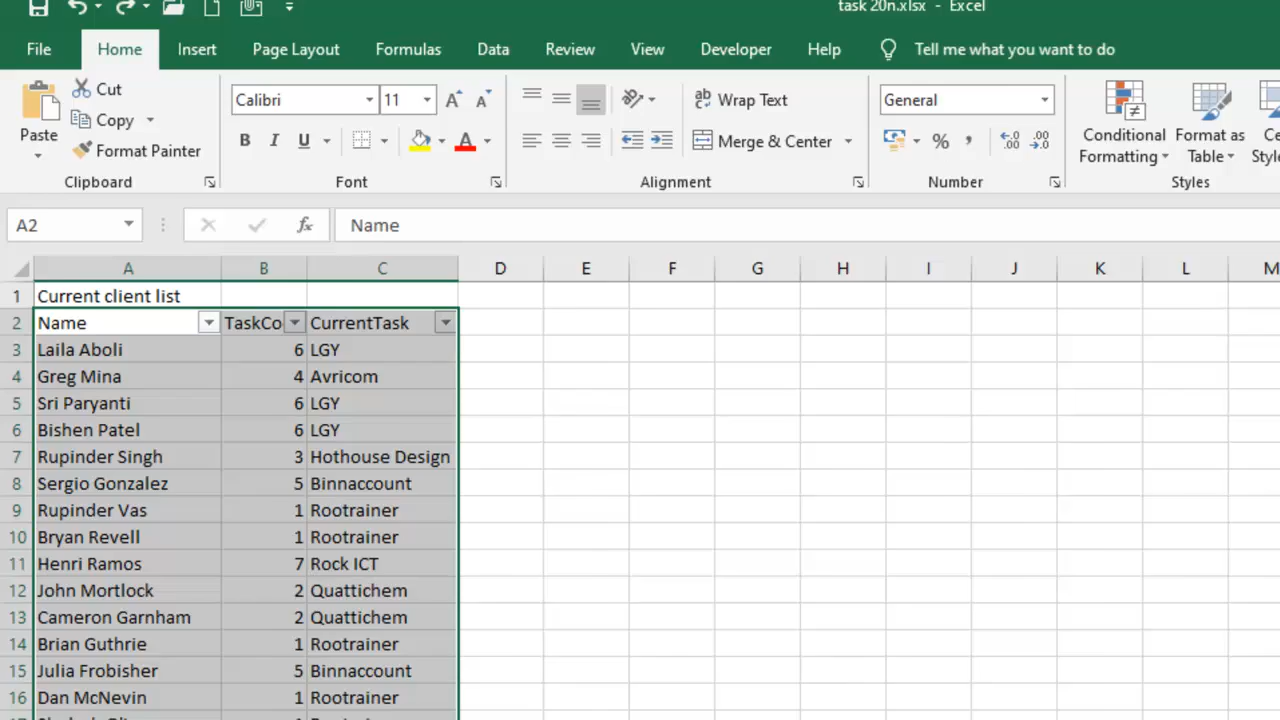 task 20n.xlsx - Excel
File Home Insert Page Layout Formulas Data Review View Developer Help Tell me what you want to do
Paste
Cut
Copy
Format Painter
Clipboard
Calibri 11
B I U A
Font
Wrap Text
Merge & Center
Alignment
General
% ,
Number
Conditional Formatting
Format as Table
Styles
A2 fx Name
A B C D E F G H I J K L M
1 Current client list
2 Name TaskCo CurrentTask
3 Laila Aboli 6 LGY
4 Greg Mina 4 Avricom
5 Sri Paryanti 6 LGY
6 Bishen Patel 6 LGY
7 Rupinder Singh 3 Hothouse Design
8 Sergio Gonzalez 5 Binnaccount
9 Rupinder Vas 1 Rootrainer
10 Bryan Revell 1 Rootrainer
11 Henri Ramos 7 Rock ICT
12 John Mortlock 2 Quattichem
13 Cameron Garnham 2 Quattichem
14 Brian Guthrie 1 Rootrainer
15 Julia Frobisher 5 Binnaccount
16 Dan McNevin 1 Rootrainer